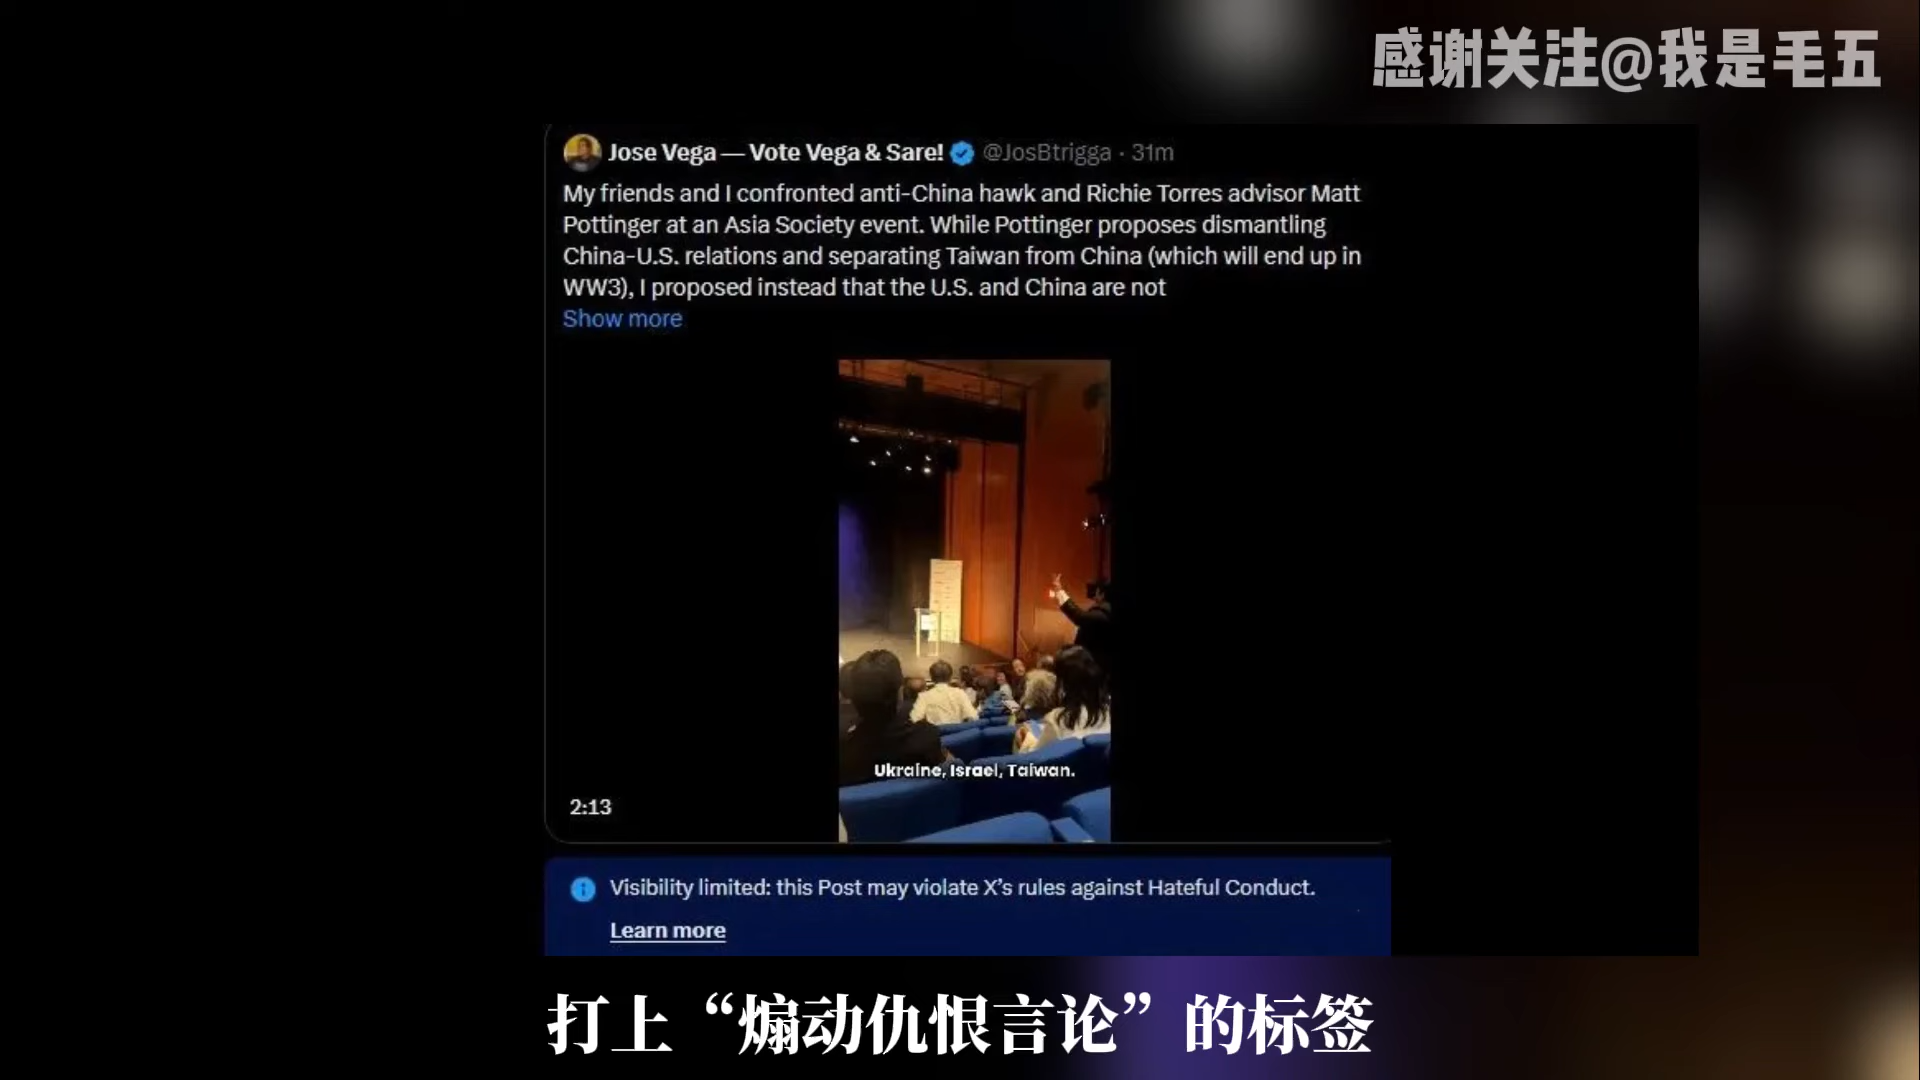 感谢关注@我是毛五
Jose Vega — Vote Vega & Sare! @JosBtrigga · 31m
My friends and I confronted anti-China hawk and Richie Torres advisor Matt
Pottinger at an Asia Society event. While Pottinger proposes dismantling
China-U.S. relations and separating Taiwan from China (which will end up in
WW3), I proposed instead that the U.S. and China are not
Show more
Ukraine, Israel, Taiwan.
2:13
Visibility limited: this Post may violate X's rules against Hateful Conduct.
Learn more
打上“煽动仇恨言论”的标签